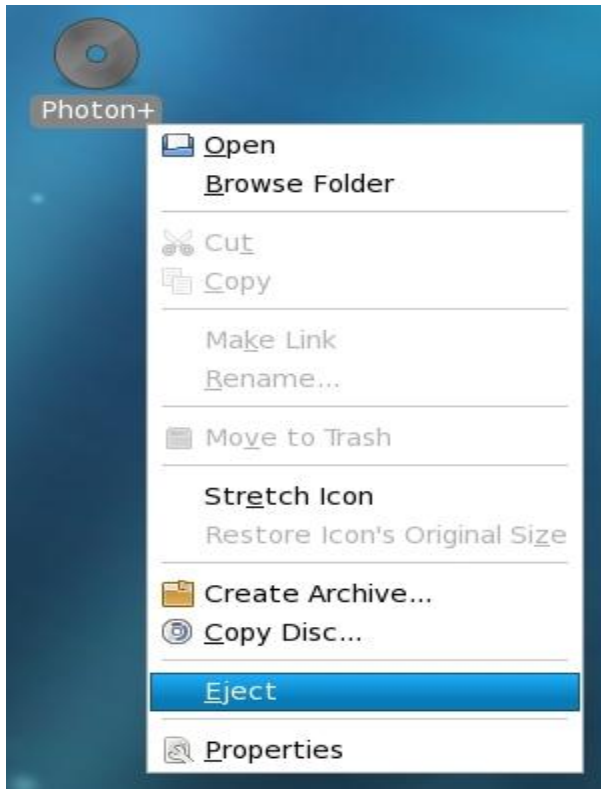 Photon+
Open
Browse Folder
Cut
Copy
Make Link
Rename...
Move to Trash
Stretch Icon
Restore Icon's Original Size
Create Archive...
Copy Disc...
Eject
Properties